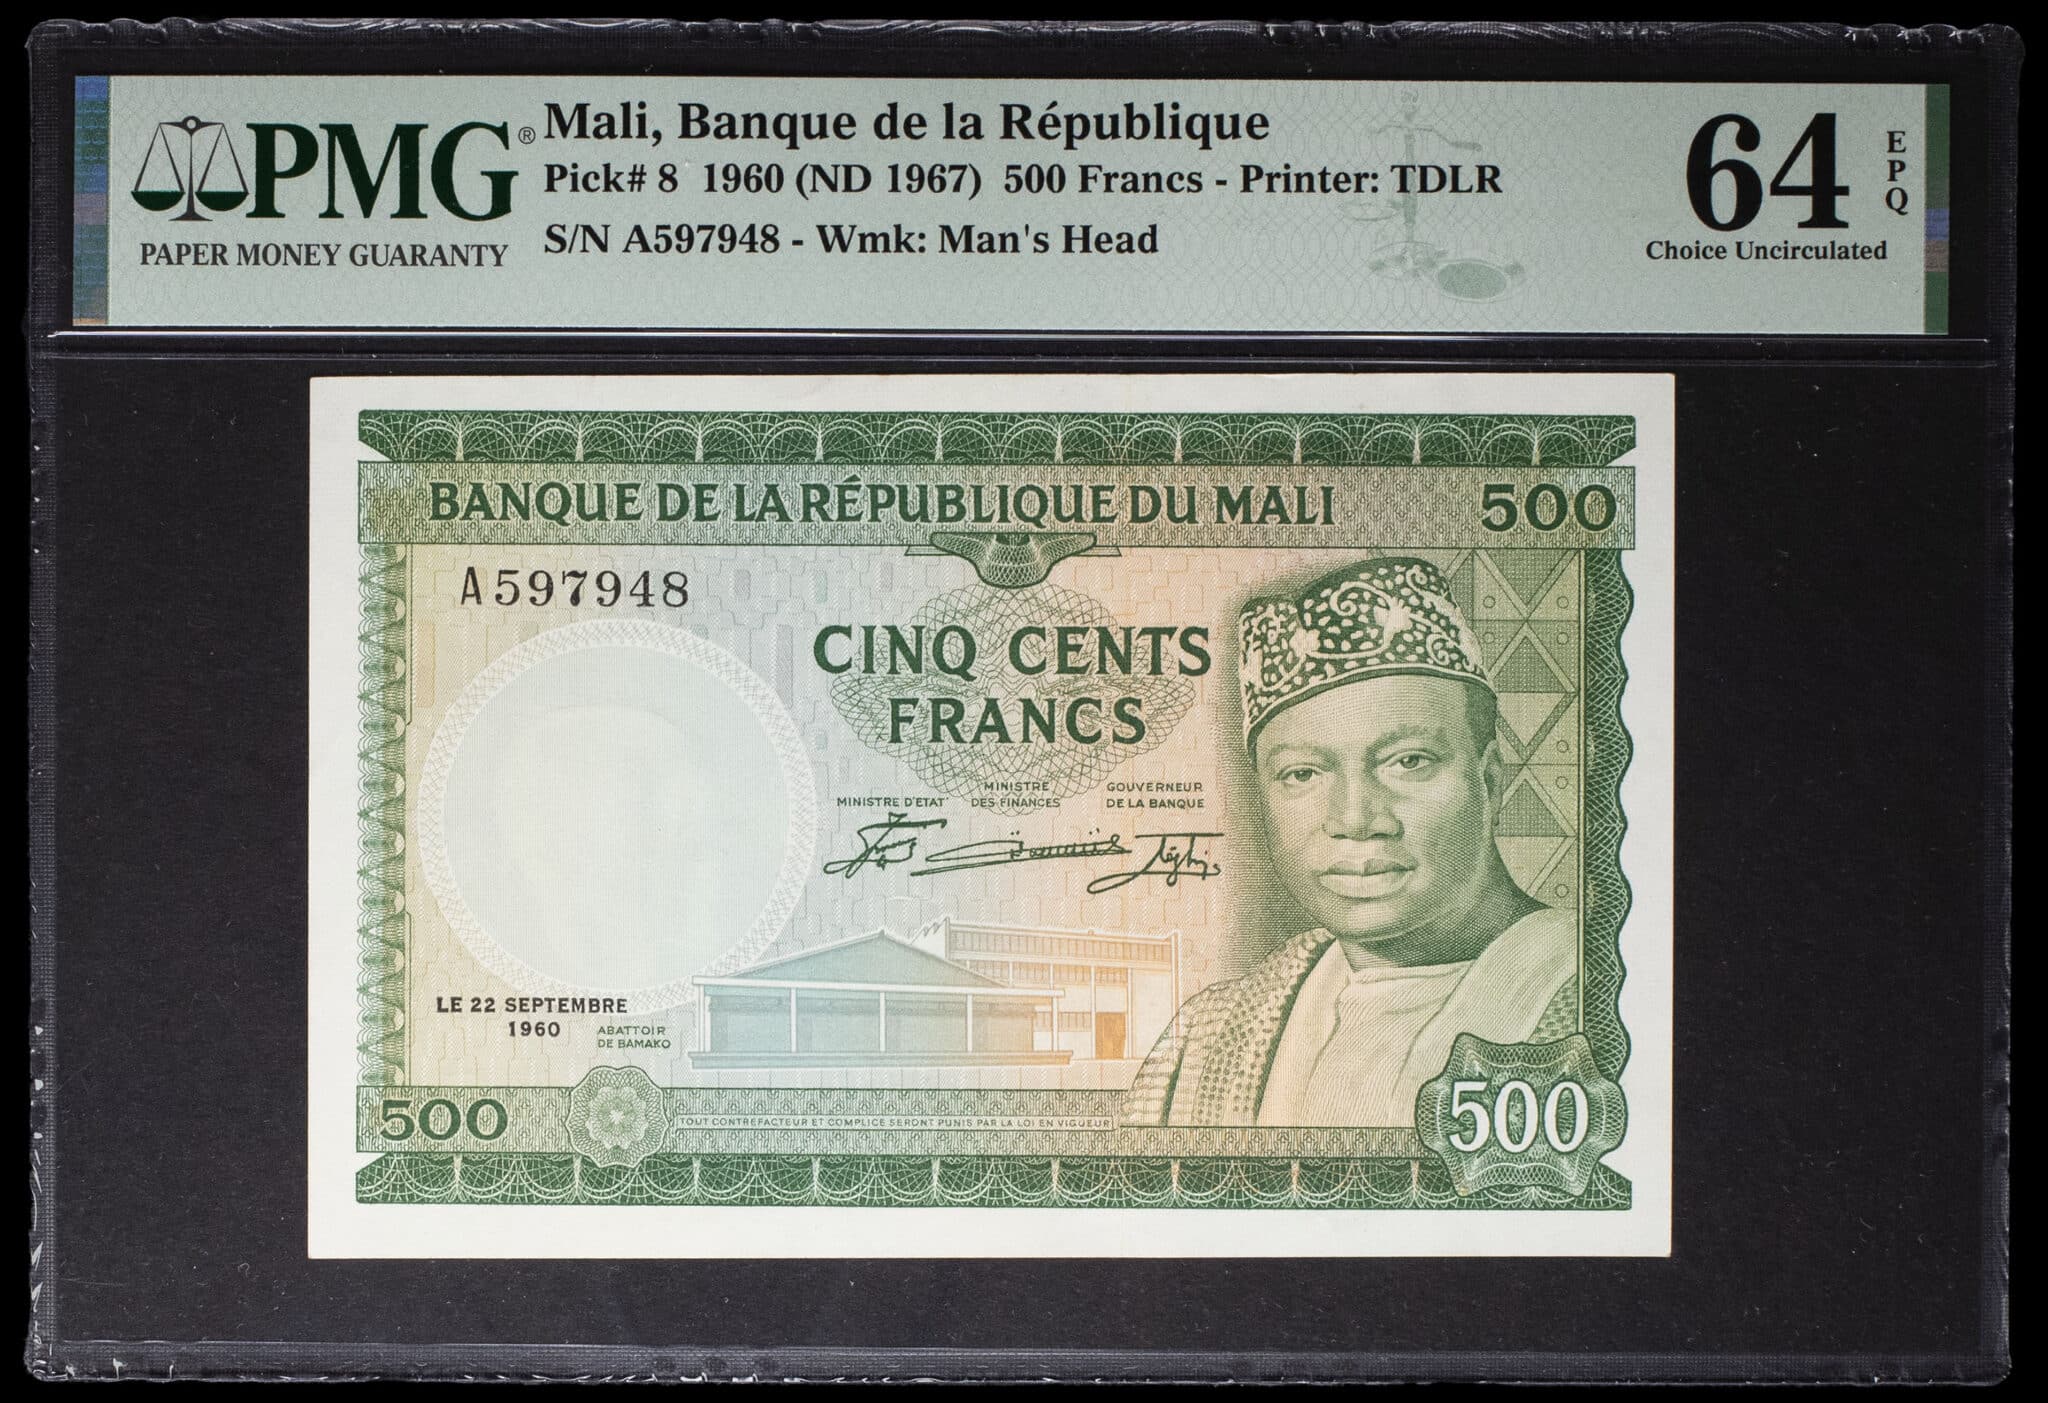 PMG®
PAPER MONEY GUARANTY
Mali, Banque de la République
Pick# 8 1960 (ND 1967) 500 Francs - Printer: TDLR
S/N A597948 - Wmk: Man's Head
64
EPQ
Choice Uncirculated
BANQUE DE LA RÉPUBLIQUE DU MALI
500
A597948
CINQ CENTS
FRANCS
MINISTRE D'ETAT
MINISTRE
DES FINANCES
GOUVERNEUR
DE LA BANQUE
LE 22 SEPTEMBRE
1960
ABATTOIR
DE BAMAKO
500
TOUT CONTREFACTEUR ET COMPLICE SERONT PUNIS PAR LA LOI EN VIGUEUR
500